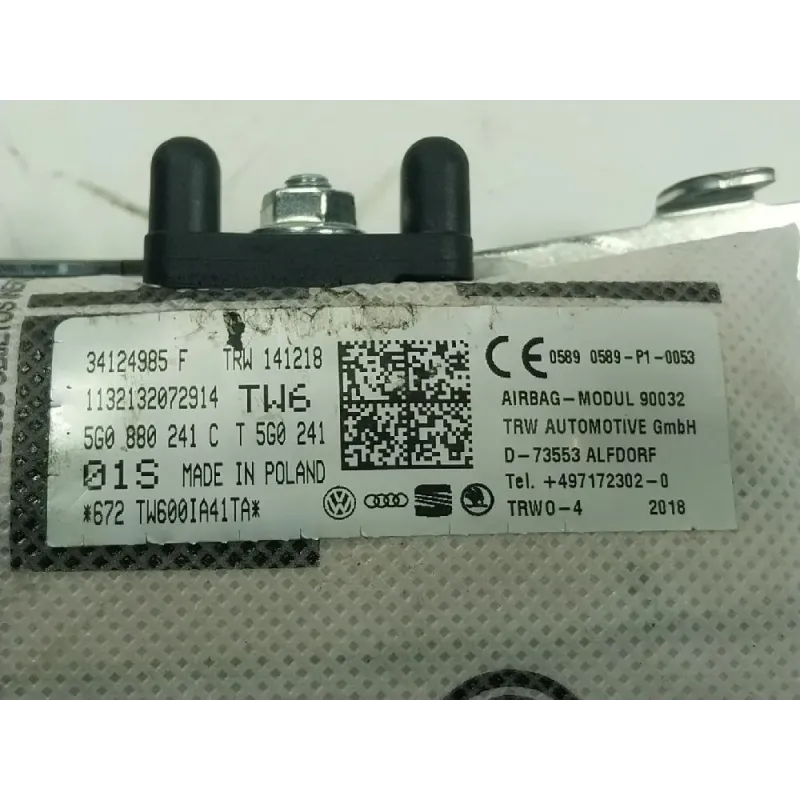 34124985 F TRW 141218
1132132072914 TW6
5G0 880 241 C T 5G0 241
01S MADE IN POLAND
*672 TW600IA41TA*
CE 0589 0589-P1-0053
AIRBAG-MODUL 90032
TRW AUTOMOTIVE GmbH
D-73553 ALFDORF
Tel. +497172302-0
TRWO-4 2018